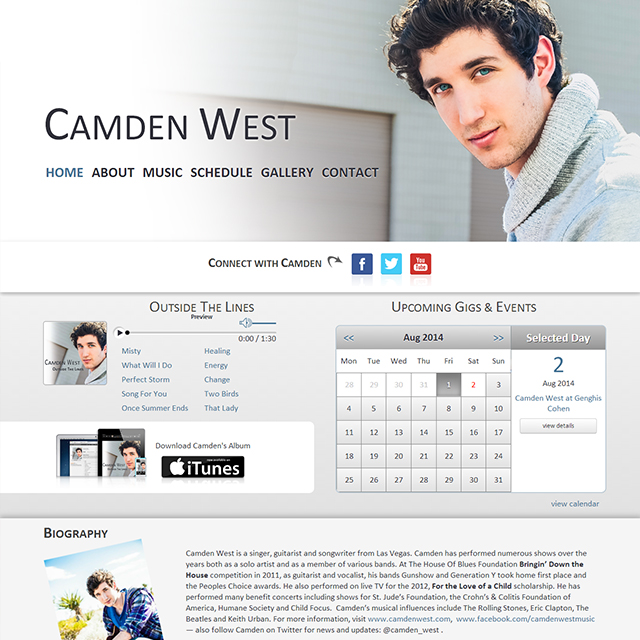 CAMDEN WEST
HOME ABOUT MUSIC SCHEDULE GALLERY CONTACT
CONNECT WITH CAMDEN
f
You
Tube
OUTSIDE THE LINES
Preview
0:00 / 1:30
CAMDEN WEST
OUTSIDE THE LINES
Misty
What Will I Do
Perfect Storm
Song For You
Once Summer Ends
Healing
Energy
Change
Two Birds
That Lady
Download Camden's Album
iTunes
UPCOMING GIGS & EVENTS
<< Aug 2014 >>
Mon Tue Wed Thu Fri Sat Sun
28 29 30 31 1 2 3
4 5 6 7 8 9 10
11 12 13 14 15 16 17
18 19 20 21 22 23 24
25 26 27 28 29 30 31
Selected Day
2
Aug 2014
Camden West at Genghis
Cohen
view details
view calendar
BIOGRAPHY
Camden West is a singer, guitarist and songwriter from Las Vegas. Camden has performed numerous shows over the
years both as a solo artist and as a member of various bands. At The House Of Blues Foundation Bringin' Down the
House competition in 2011, as guitarist and vocalist, his bands Gunshow and Generation Y took home first place and
the Peoples Choice awards. He also performed on live TV for the 2012, For the Love of a Child scholarship. He has
performed many benefit concerts including shows for St. Jude's Foundation, the Crohn's & Colitis Foundation of
America, Humane Society and Child Focus. Camden's musical influences include The Rolling Stones, Eric Clapton, The
Beatles and Keith Urban. For more information, visit www.camdenwest.com, www.facebook.com/camdenwestmusic
— also follow Camden on Twitter for news and updates: @camden_west .